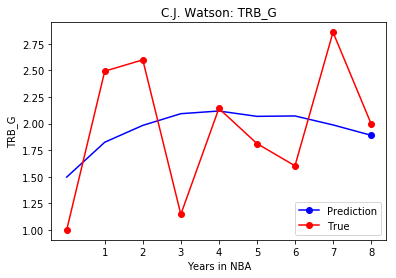 C.J. Watson: TRB_G
TRB_G
2.75
2.50
2.25
2.00
1.75
1.50
1.25
1.00
1 2 3 4 5 6 7 8
Years in NBA
Prediction
True